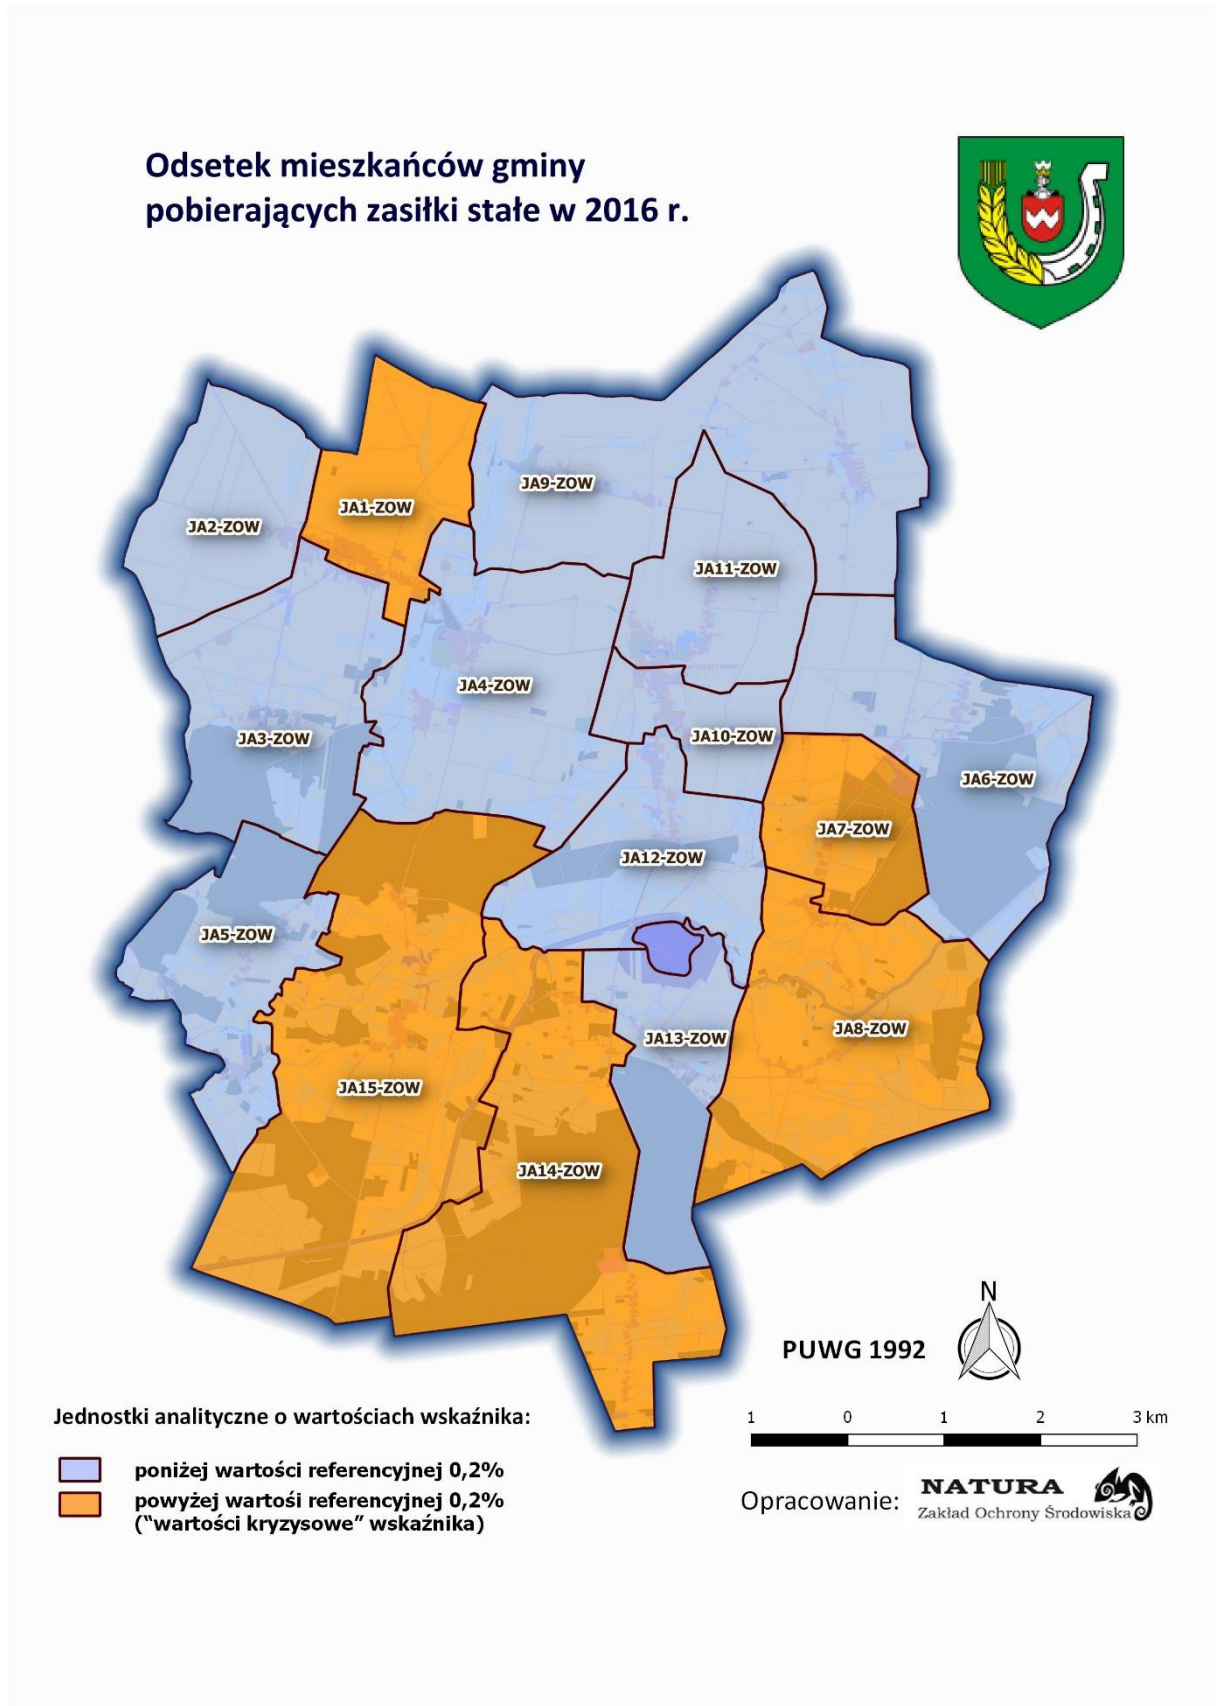 Odsetek mieszkańców gminy
pobierających zasiłki stałe w 2016 r.
JA9-ZOW
JA1-ZOW
JA2-ZOW
JA11-ZOW
JA4-ZOW
JA10-ZOW
JA3-ZOW
JA6-ZOW
JA7-ZOW
JA12-ZOW
JA5-ZOW
JA8-ZOW
JA13-ZOW
JA15-ZOW
JA14-ZOW
N
PUWG 1992
Jednostki analityczne o wartościach wskaźnika:
1 0 1 2 3 km
poniżej wartości referencyjnej 0,2%
powyżej wartośi referencyjnej 0,2%
("wartości kryzysowe" wskaźnika)
Opracowanie:
NATURA
Zakład Ochrony Środowiska